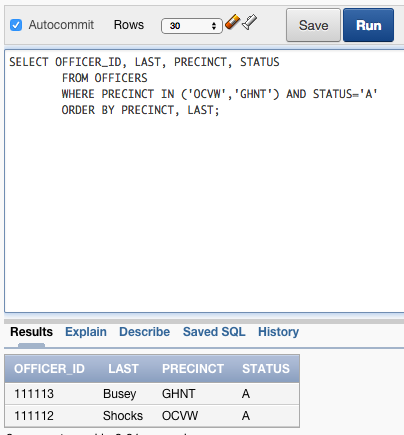 Autocommit Rows 30 Save Run
SELECT OFFICER_ID, LAST, PRECINCT, STATUS
FROM OFFICERS
WHERE PRECINCT IN ('OCVW','GHNT') AND STATUS='A'
ORDER BY PRECINCT, LAST;
Results Explain Describe Saved SQL History
OFFICER_ID LAST PRECINCT STATUS
111113 Busey GHNT A
111112 Shocks OCVW A